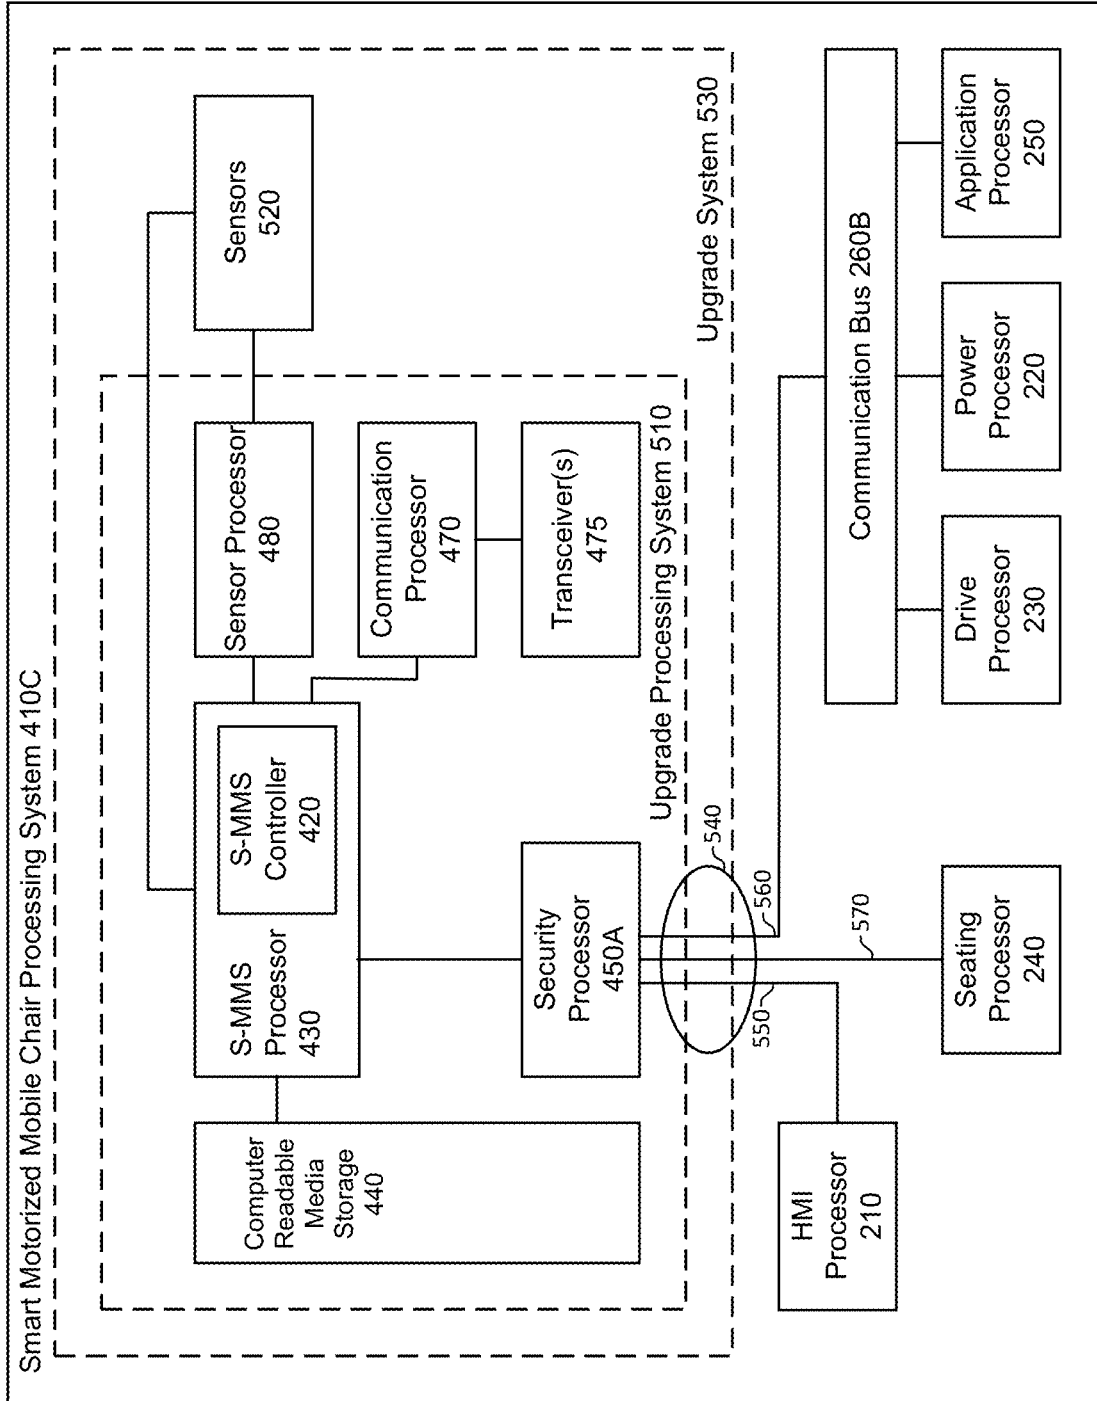 Smart Motorized Mobile Chair Processing System 410C
Computer
Readable
Media
Storage
440
S-MMS
Processor
430
S-MMS
Controller
420
Sensor Processor
480
Sensors
520
Communication
Processor
470
Transceiver(s)
475
Security
Processor
450A
Upgrade Processing System 510
Upgrade System 530
540
550
560
570
HMI
Processor
210
Seating
Processor
240
Communication Bus 260B
Drive
Processor
230
Power
Processor
220
Application
Processor
250